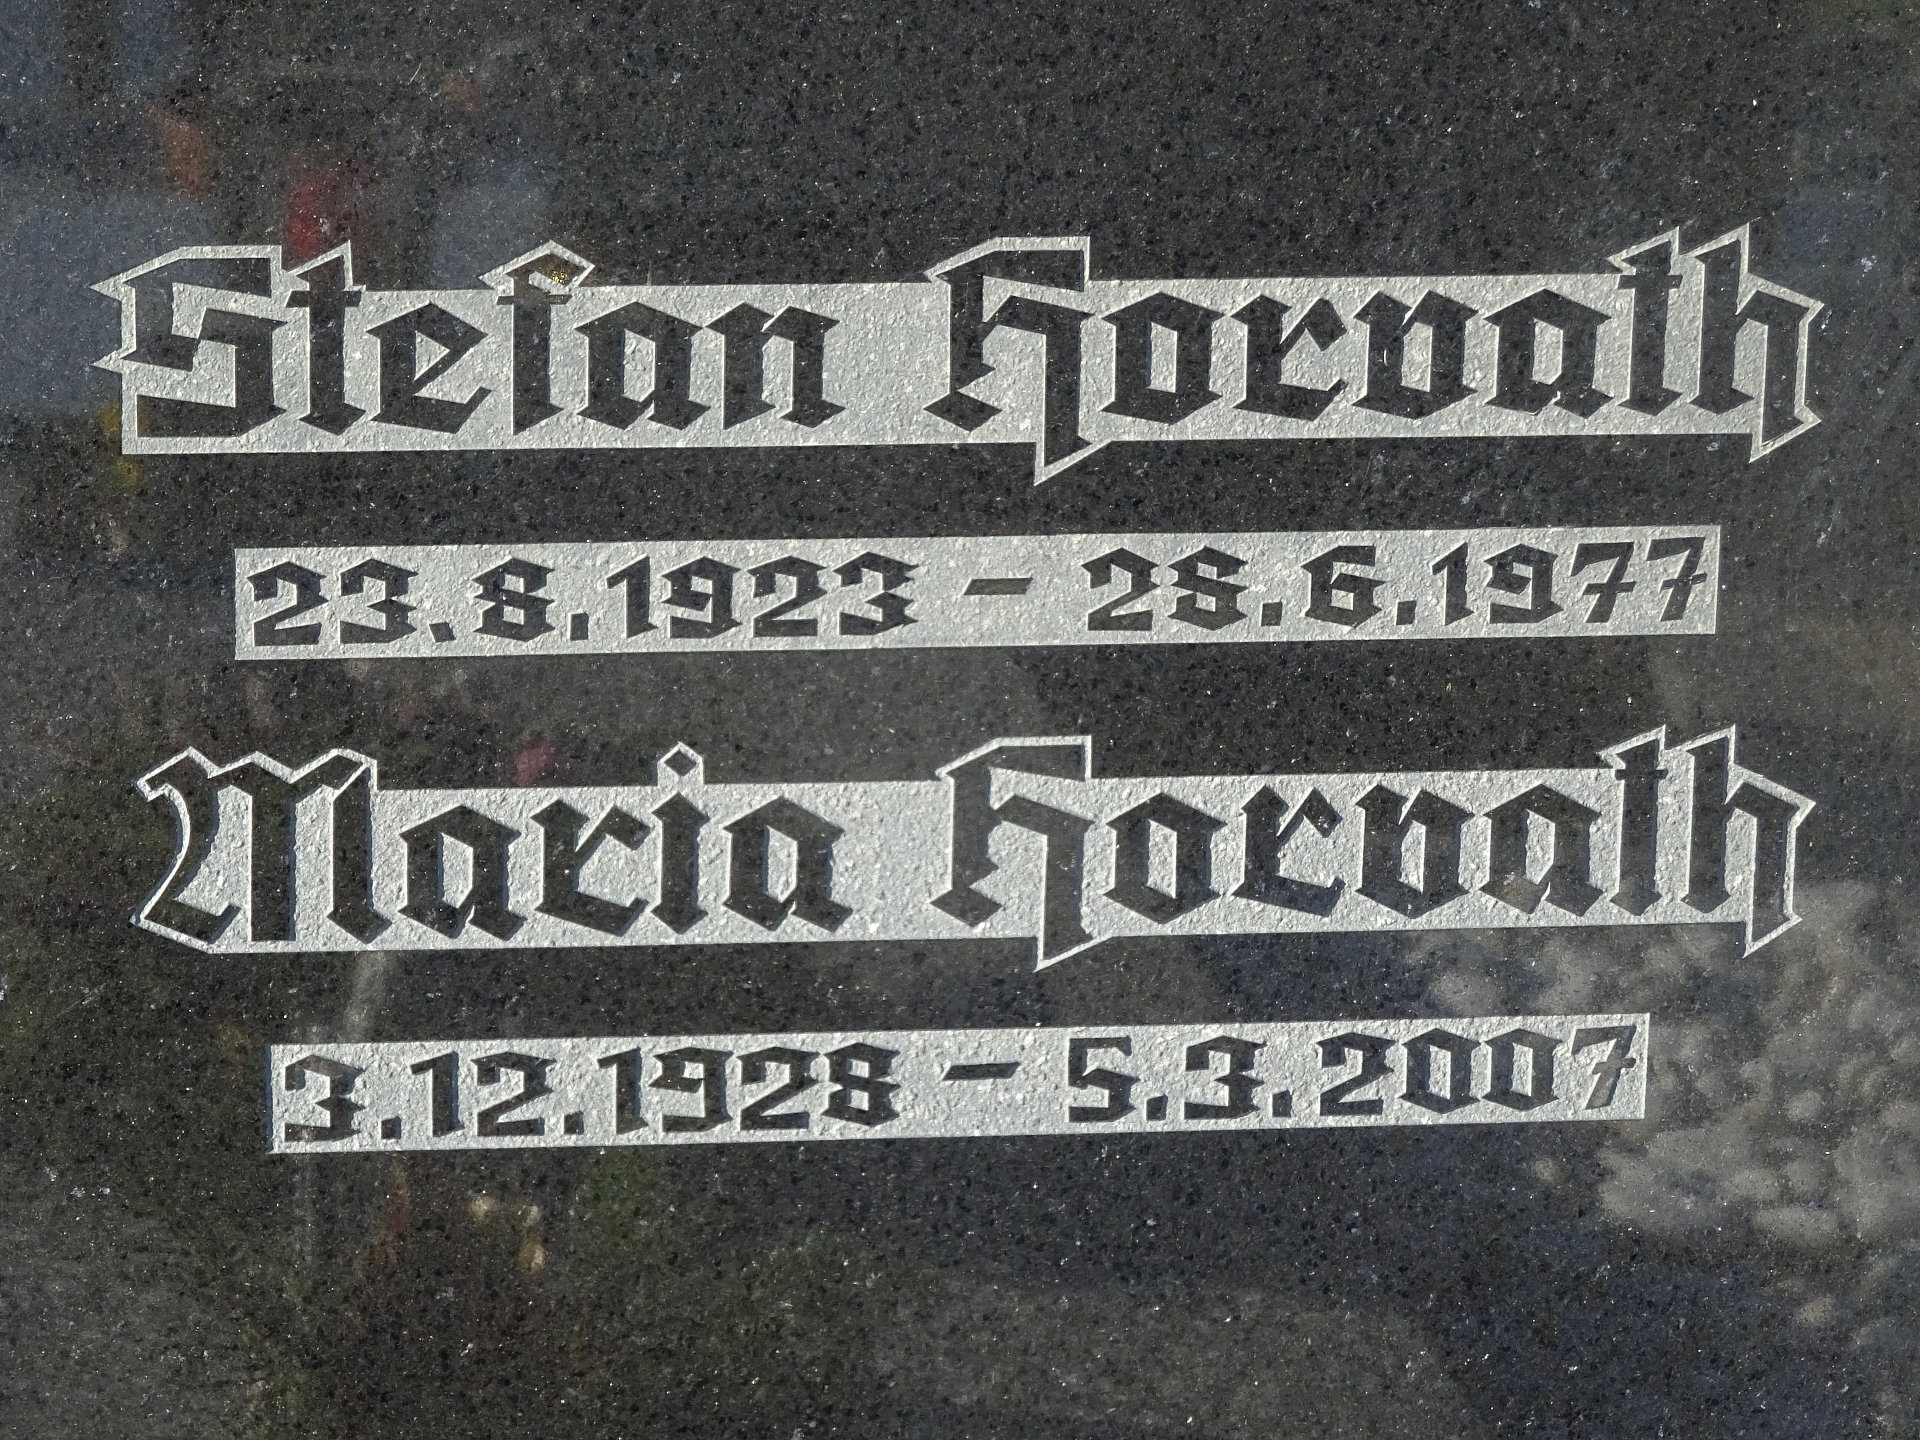 Stefan Horvath
23.8.1923 - 28.6.1977
Maria Horvath
3.12.1928 - 5.3.2007